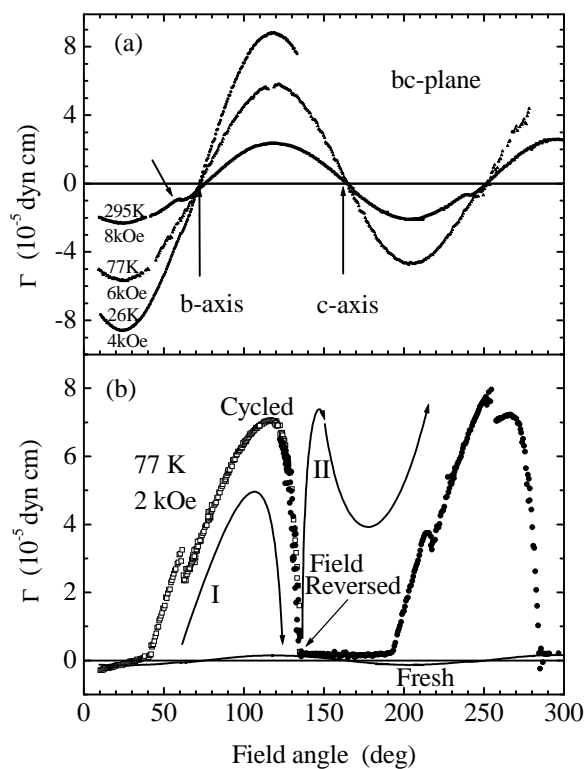 (a)
bc-plane
8
4
0
-4
-8
Γ (10⁻⁵ dyn cm)
295K
8kOe
77K
6kOe
26K
4kOe
b-axis
c-axis
(b)
Cycled
77 K
2 kOe
I
II
Field
Reversed
Fresh
8
6
4
2
0
Γ (10⁻⁵ dyn cm)
0 50 100 150 200 250 300
Field angle (deg)